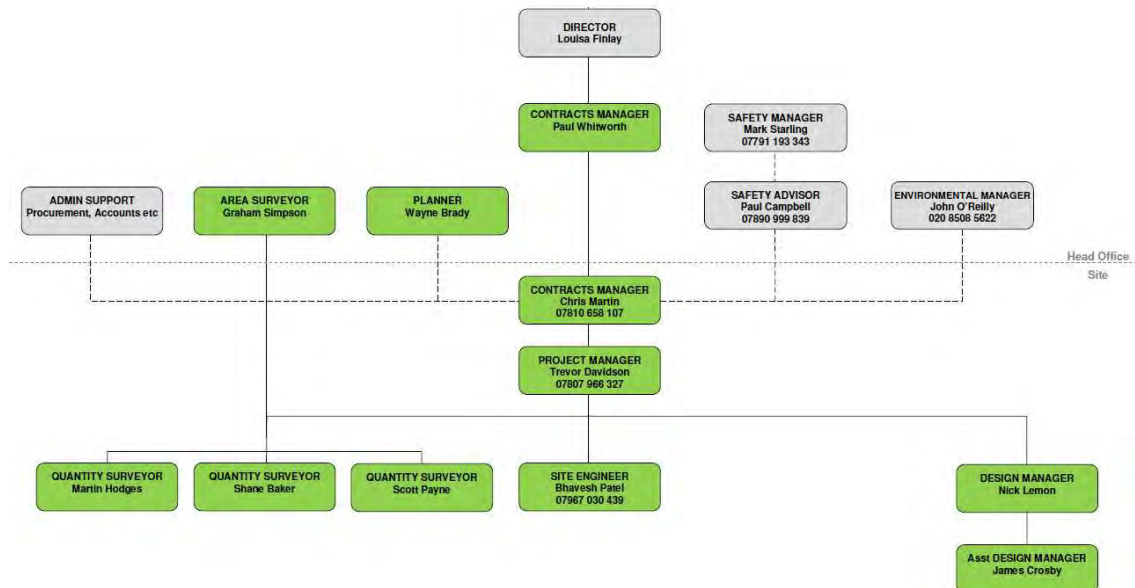 DIRECTOR
Louisa Finlay
CONTRACTS MANAGER
Paul Whitworth
SAFETY MANAGER
Mark Starling
07791 193 343
ADMIN SUPPORT
Procurement, Accounts etc
AREA SURVEYOR
Graham Simpson
PLANNER
Wayne Brady
SAFETY ADVISOR
Paul Campbell
07890 999 839
ENVIRONMENTAL MANAGER
John O'Reilly
020 8508 5622
Head Office
Site
CONTRACTS MANAGER
Chris Martin
07810 658 107
PROJECT MANAGER
Trevor Davidson
07807 966 327
QUANTITY SURVEYOR
Martin Hodges
QUANTITY SURVEYOR
Shane Baker
QUANTITY SURVEYOR
Scott Payne
SITE ENGINEER
Bhavesh Patel
07967 030 439
DESIGN MANAGER
Nick Lemon
Asst DESIGN MANAGER
James Crosby